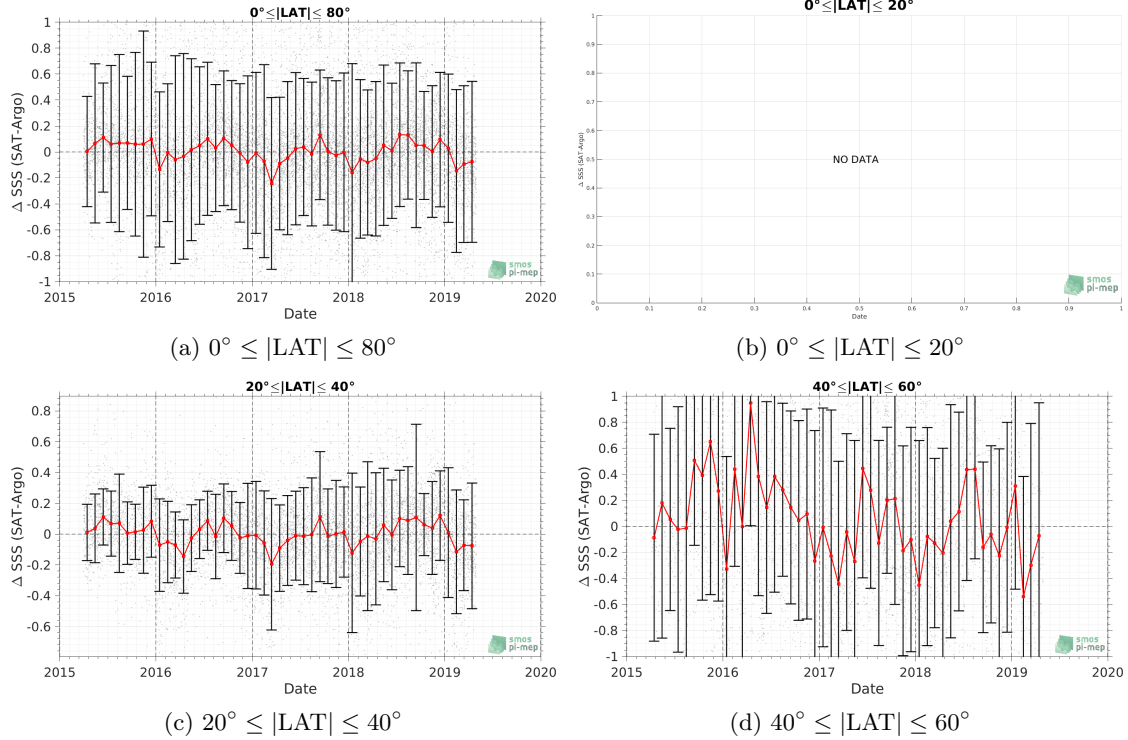 0°≤|LAT|≤ 80°
Δ SSS (SAT-Argo)
1
0.8
0.6
0.4
0.2
0
-0.2
-0.4
-0.6
-0.8
-1
2015 2016 2017 2018 2019 2020
Date
smos
pi-mep
(a) 0° ≤ |LAT| ≤ 80°
0°≤|LAT|≤ 20°
Δ SSS (SAT-Argo)
1
0.9
0.8
0.7
0.6
0.5
0.4
0.3
0.2
0.1
0
NO DATA
0 0.1 0.2 0.3 0.4 0.5 0.6 0.7 0.8 0.9 1
Date
smos
pi-mep
(b) 0° ≤ |LAT| ≤ 20°
20°≤|LAT|≤ 40°
Δ SSS (SAT-Argo)
0.8
0.6
0.4
0.2
0
-0.2
-0.4
-0.6
2015 2016 2017 2018 2019 2020
Date
smos
pi-mep
(c) 20° ≤ |LAT| ≤ 40°
40°≤|LAT|≤ 60°
Δ SSS (SAT-Argo)
1
0.8
0.6
0.4
0.2
0
-0.2
-0.4
-0.6
-0.8
-1
2015 2016 2017 2018 2019 2020
Date
smos
pi-mep
(d) 40° ≤ |LAT| ≤ 60°